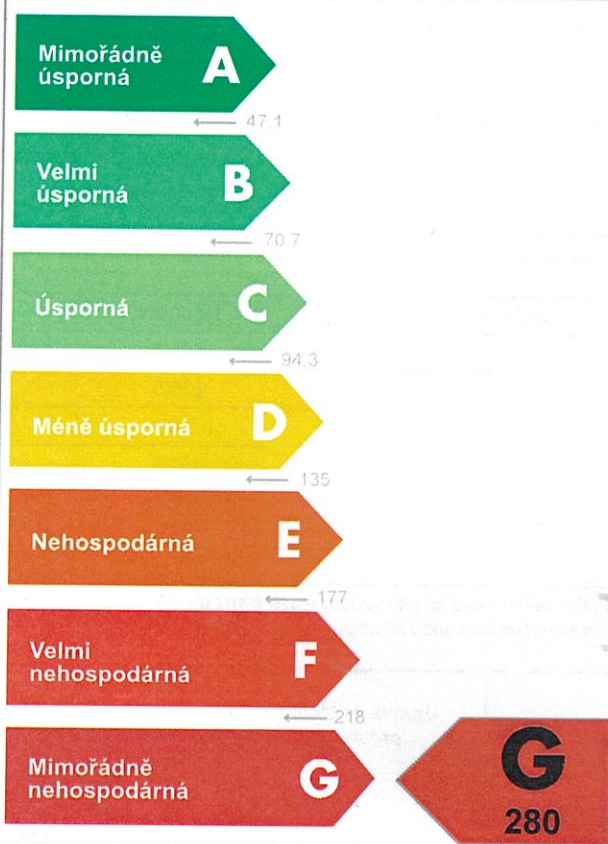 Mimořádně
úsporná
A
47.1
Velmi
úsporná
B
70.7
Úsporná
C
94.3
Méně úsporná
D
135
Nehospodárná
E
177
Velmi
nehospodárná
F
218
Mimořádně
nehospodárná
G
G
280